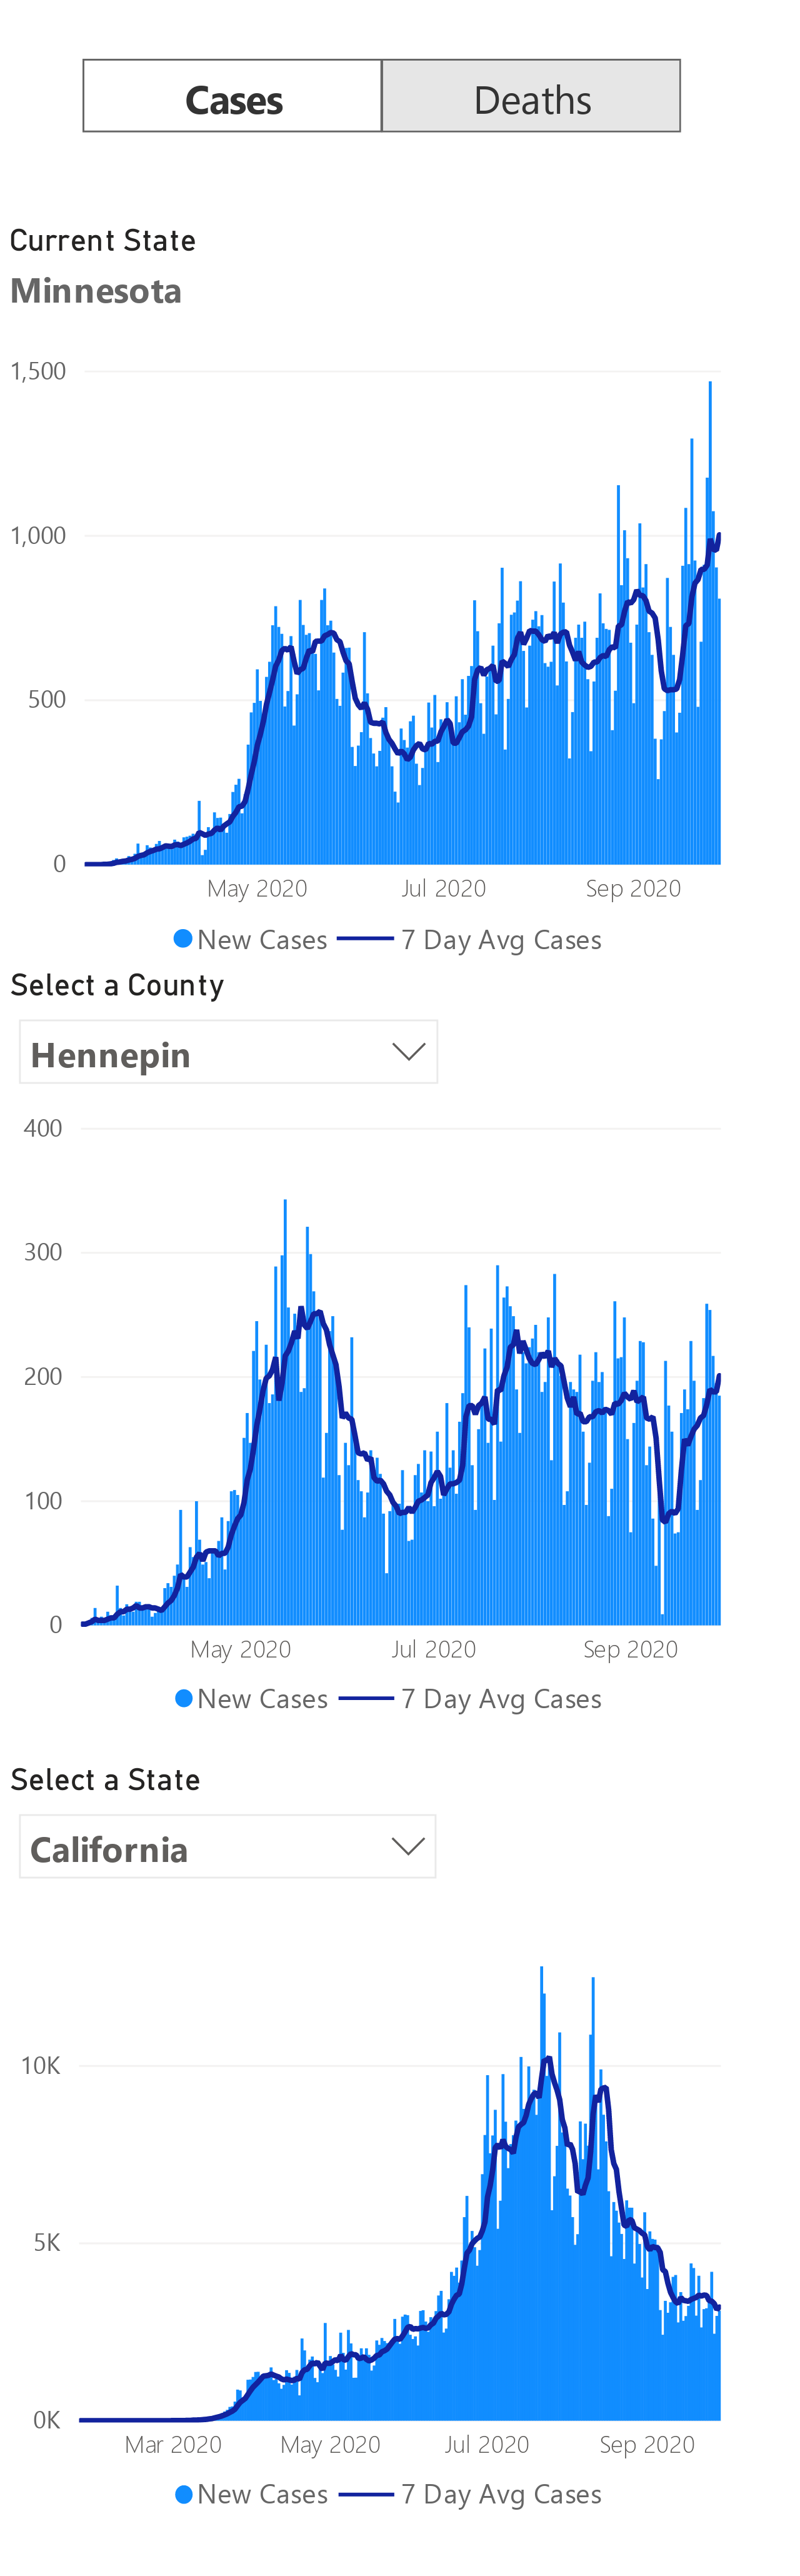 Cases Deaths
Current State
Minnesota
1,500
1,000
500
0
May 2020 Jul 2020 Sep 2020
New Cases 7 Day Avg Cases
Select a County
Hennepin
400
300
200
100
0
May 2020 Jul 2020 Sep 2020
New Cases 7 Day Avg Cases
Select a State
California
10K
5K
0K
Mar 2020 May 2020 Jul 2020 Sep 2020
New Cases 7 Day Avg Cases